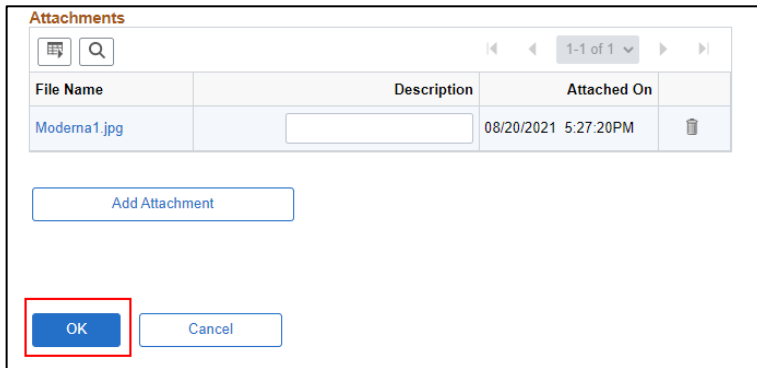 Attachments
1-1 of 1
File Name Description Attached On
Moderna1.jpg 08/20/2021 5:27:20PM
Add Attachment
OK Cancel